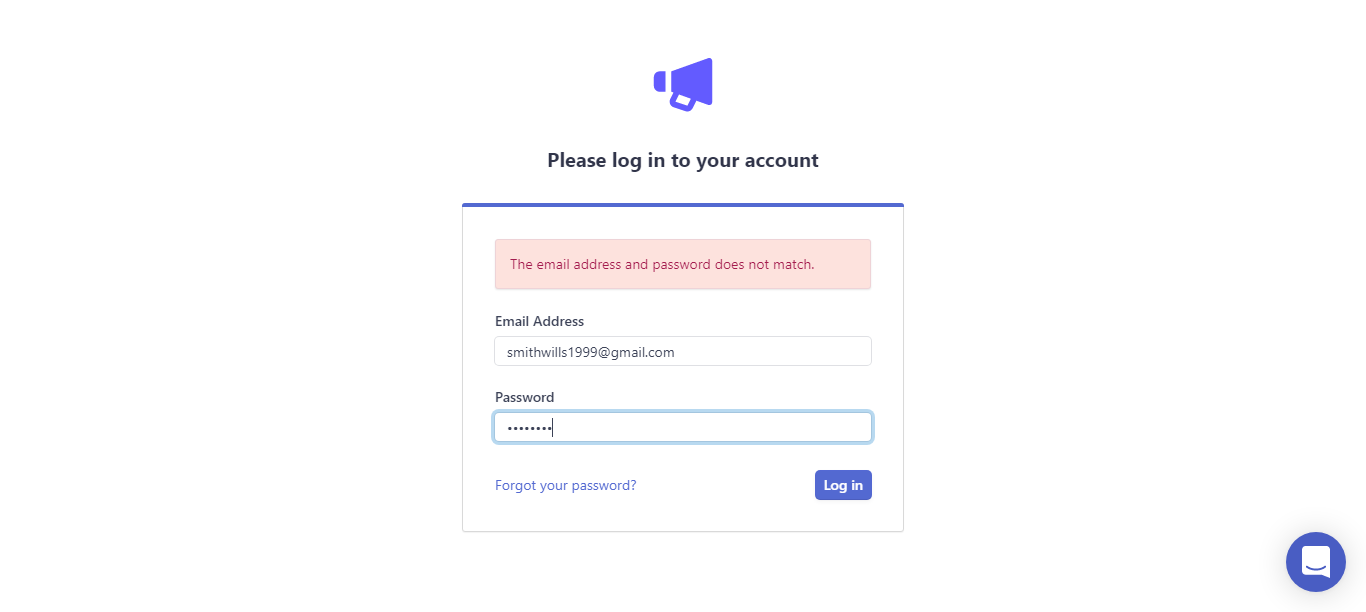 Please log in to your account
The email address and password does not match.
Email Address
smithwills1999@gmail.com
Password
••••••••
Forgot your password?
Log in